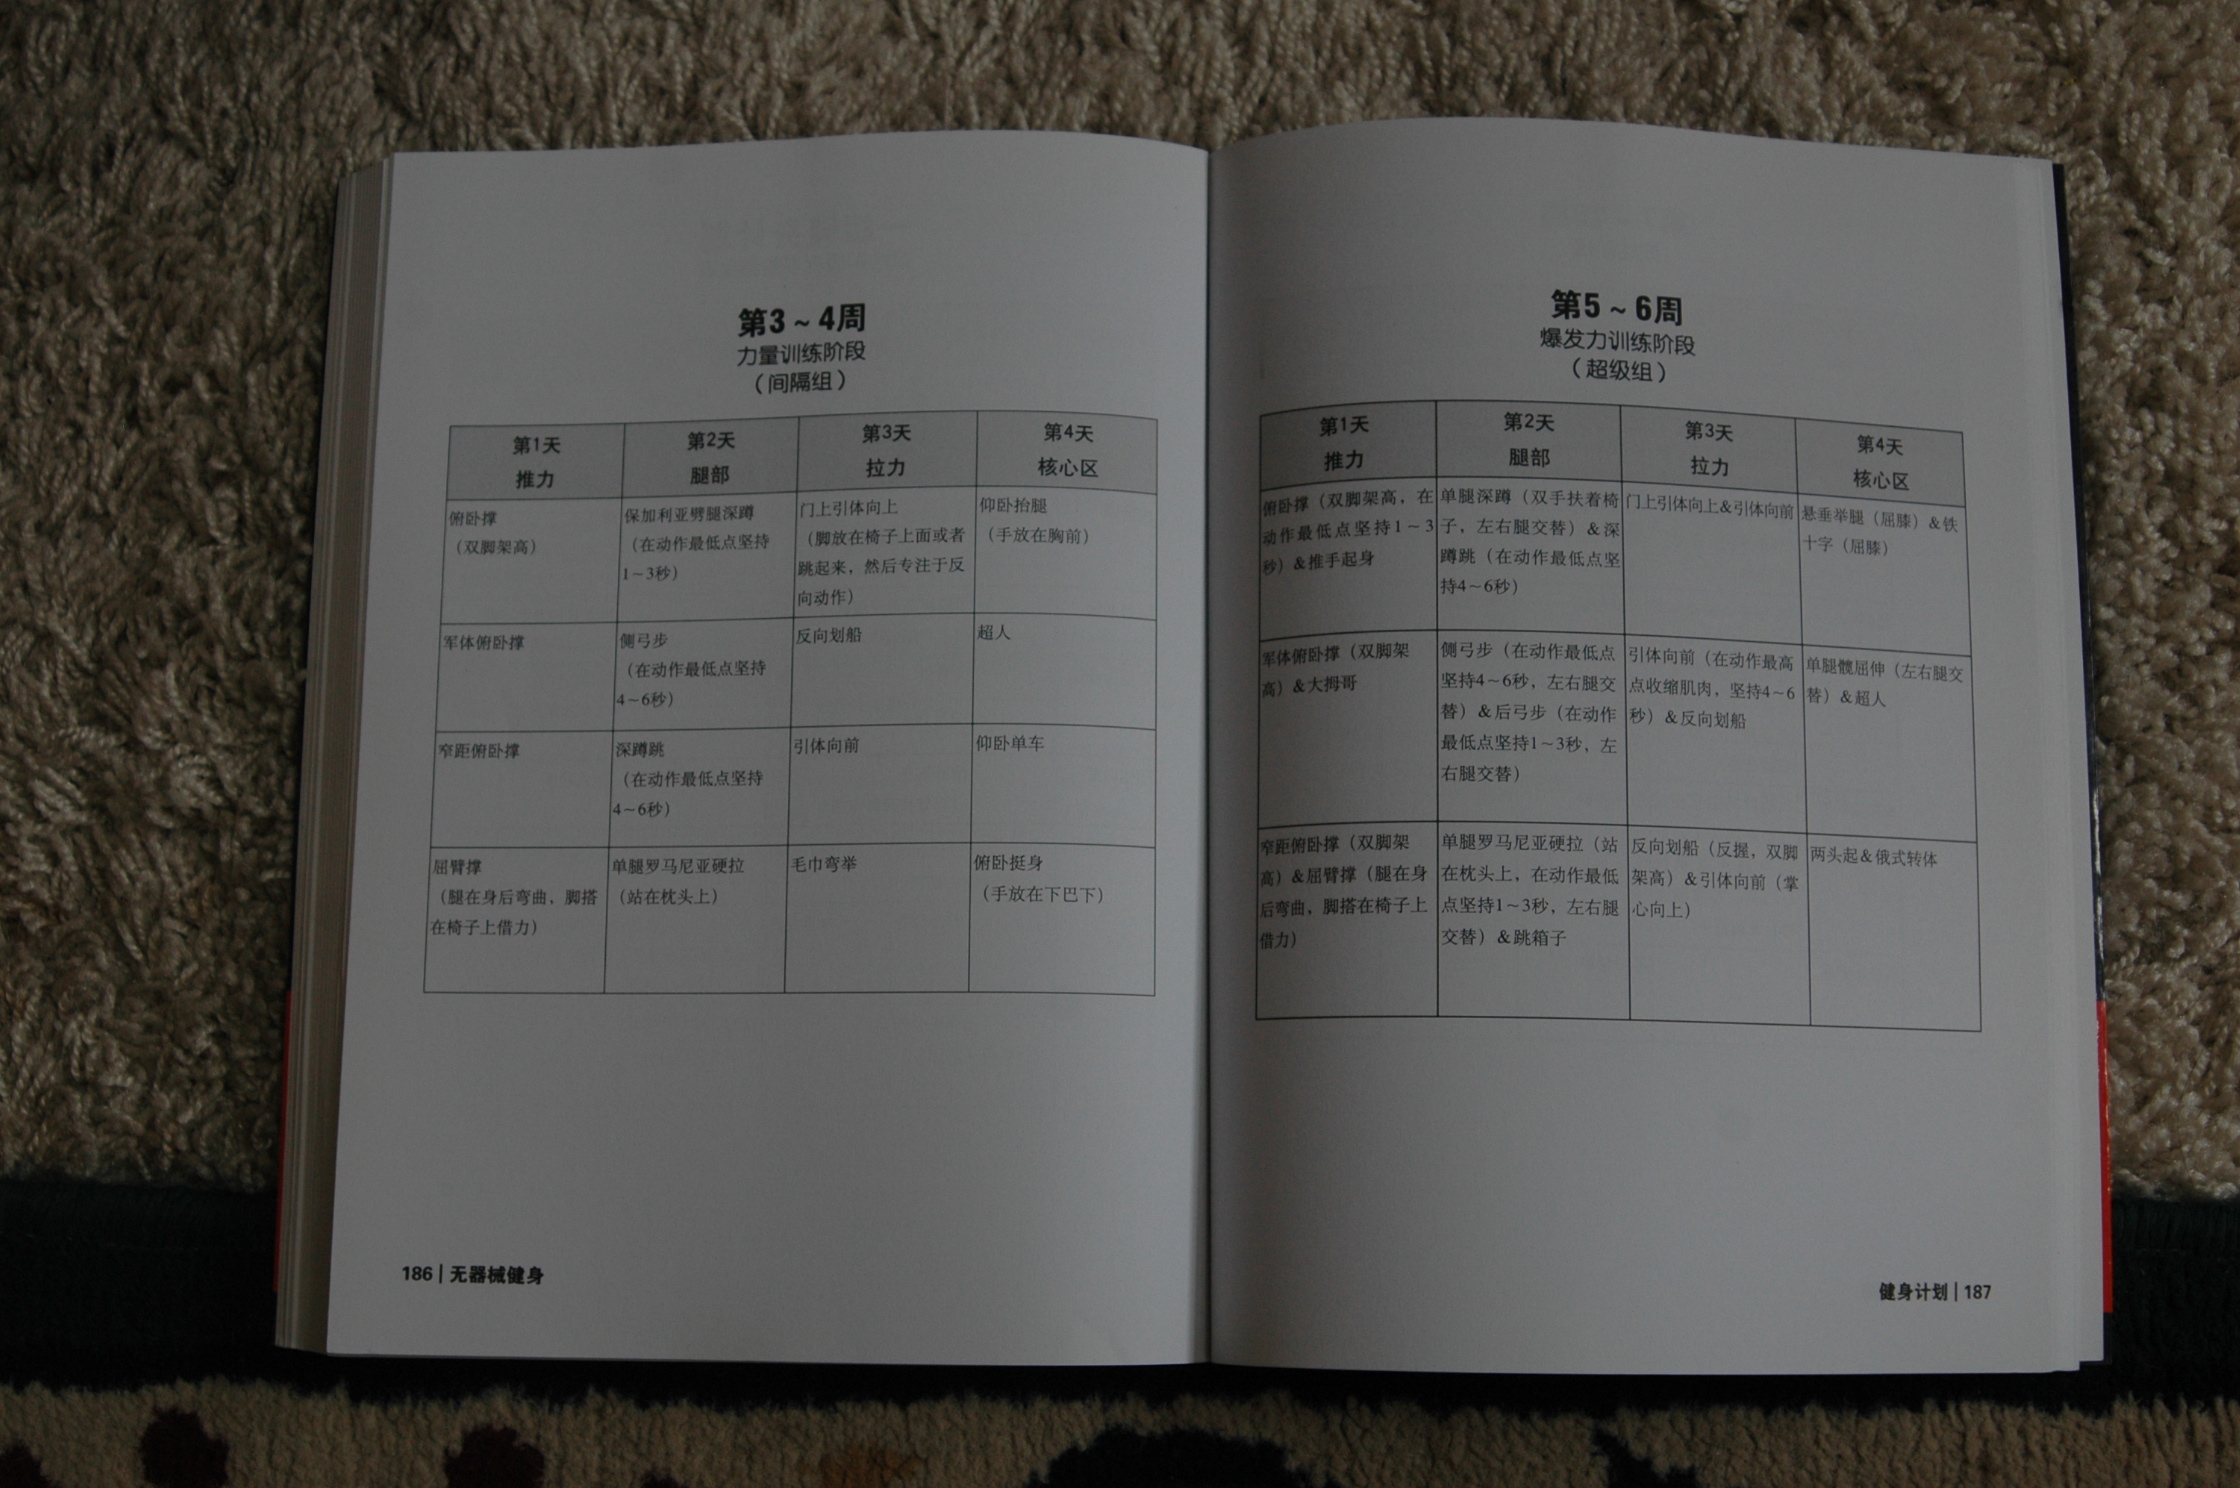 第3～4周
力量训练阶段
（间隔组）
第1天
推力
第2天
腿部
第3天
拉力
第4天
核心区
俯卧撑
（双脚架高）
保加利亚劈腿深蹲
（在动作最低点坚持
1～3秒）
门上引体向上
（脚放在椅子上面或者
跳起来，然后专注于反
向动作）
仰卧抬腿
（手放在胸前）
军体俯卧撑
侧弓步
（在动作最低点坚持
4～6秒）
反向划船
超人
窄距俯卧撑
深蹲跳
（在动作最低点坚持
4～6秒）
引体向前
仰卧单车
屈臂撑
（腿在身后弯曲，脚搭
在椅子上借力）
单腿罗马尼亚硬拉
（站在枕头上）
毛巾弯举
俯卧挺身
（手放在下巴下）
186 | 无器械健身
第5～6周
爆发力训练阶段
（超级组）
第1天
推力
第2天
腿部
第3天
拉力
第4天
核心区
俯卧撑（双脚架高，在
动作最低点坚持1～3
秒）&推手起身
单腿深蹲（双手扶着椅
子，左右腿交替）&深
蹲跳（在动作最低点坚
持4～6秒）
门上引体向上&引体向前
悬垂举腿（屈膝）&铁
十字（屈膝）
军体俯卧撑（双脚架
高）&大拇哥
侧弓步（在动作最低点
坚持4～6秒，左右腿交
替）&后弓步（在动作
最低点坚持1～3秒，左
右腿交替）
引体向前（在动作最高
点收缩肌肉，坚持4～6
秒）&反向划船
单腿髋屈伸（左右腿交
替）&超人
窄距俯卧撑（双脚架
高）&屈臂撑（腿在身
后弯曲，脚搭在椅子上
借力）
单腿罗马尼亚硬拉（站
在枕头上，在动作最低
点坚持1～3秒，左右腿
交替）&跳箱子
反向划船（反握，双脚
架高）&引体向前（掌
心向上）
两头起&俄式转体
健身计划 | 187